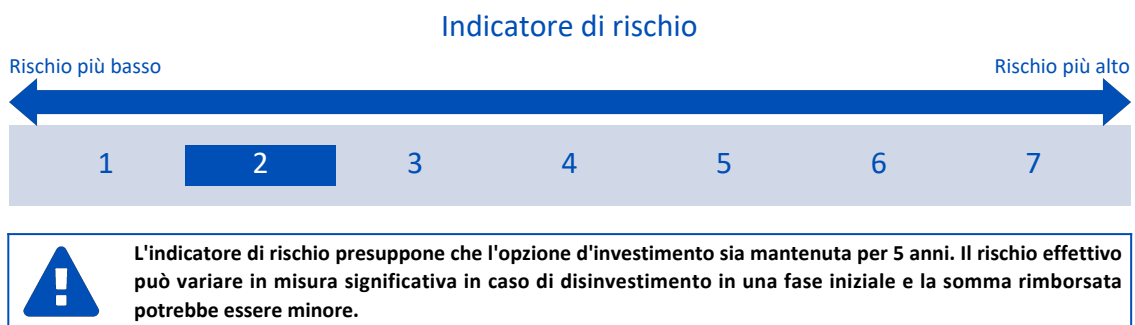 Indicatore di rischio
Rischio più basso Rischio più alto
1 2 3 4 5 6 7
L'indicatore di rischio presuppone che l'opzione d'investimento sia mantenuta per 5 anni. Il rischio effettivo
può variare in misura significativa in caso di disinvestimento in una fase iniziale e la somma rimborsata
potrebbe essere minore.